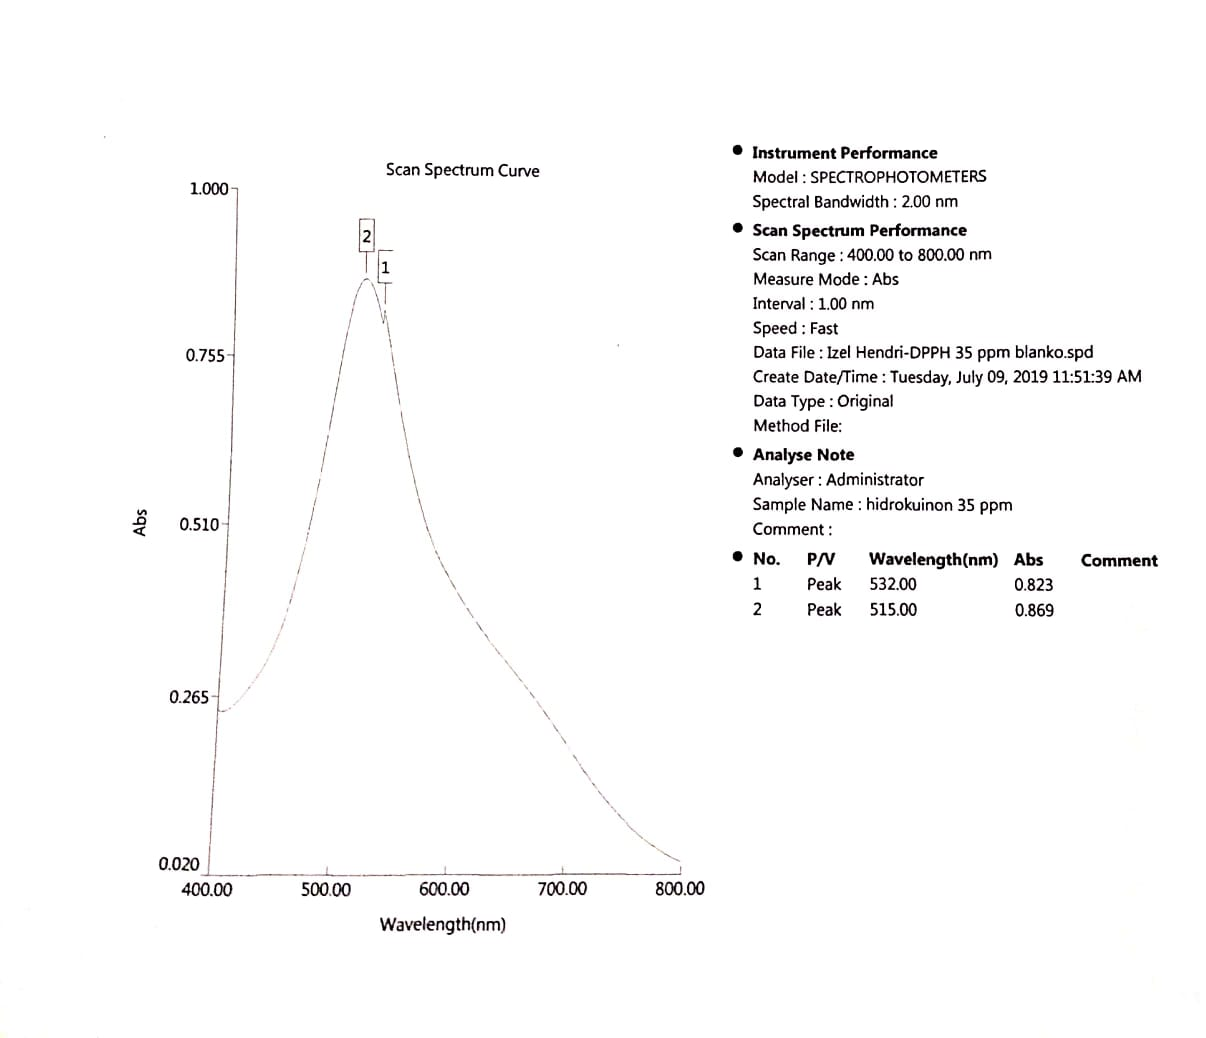 Scan Spectrum Curve
1.000
2
1
0.755
Abs
0.510
0.265
0.020
400.00 500.00 600.00 700.00 800.00
Wavelength(nm)
● Instrument Performance
Model : SPECTROPHOTOMETERS
Spectral Bandwidth : 2.00 nm
● Scan Spectrum Performance
Scan Range : 400.00 to 800.00 nm
Measure Mode : Abs
Interval : 1.00 nm
Speed : Fast
Data File : Izel Hendri-DPPH 35 ppm blanko.spd
Create Date/Time : Tuesday, July 09, 2019 11:51:39 AM
Data Type : Original
Method File:
● Analyse Note
Analyser : Administrator
Sample Name : hidrokuinon 35 ppm
Comment :
● No. P/V Wavelength(nm) Abs Comment
1 Peak 532.00 0.823
2 Peak 515.00 0.869